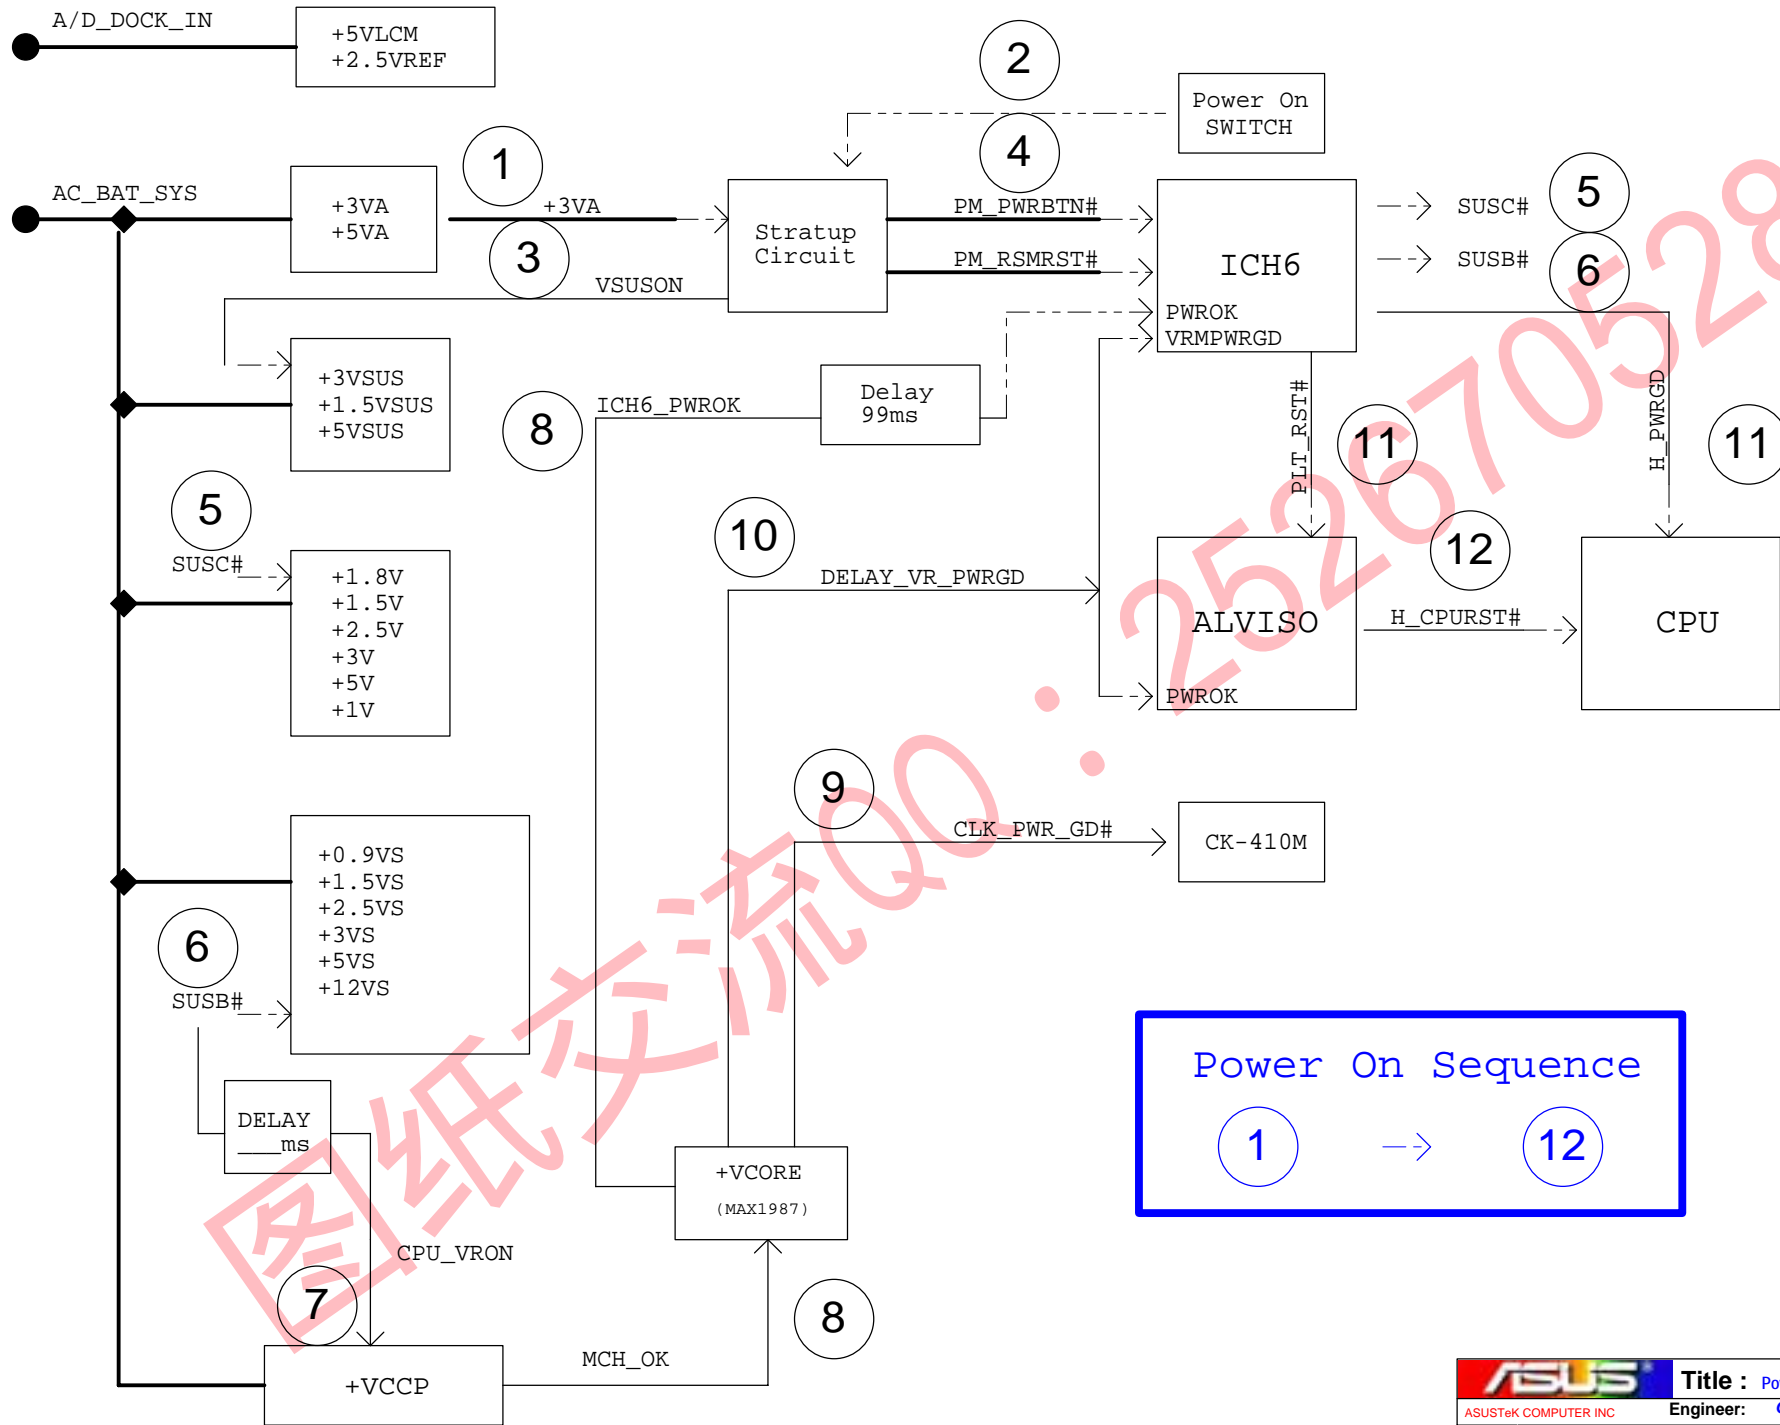 A/D_DOCK_IN
+5VLCM
+2.5VREF
2
Power On
SWITCH
4
1
AC_BAT_SYS
+3VA
+5VA
+3VA
3
VSUSON
Stratup
Circuit
PM_PWRBTN#
PM_RSMRST#
ICH6
PWROK
VRMPWRGD
5
SUSC#
SUSB#
6
+3VSUS
+1.5VSUS
+5VSUS
8
ICH6_PWROK
Delay
99ms
PLT_RST#
11
H_PWRGD
11
5
SUSC#
+1.8V
+1.5V
+2.5V
+3V
+5V
+1V
10
DELAY_VR_PWRGD
12
ALVISO
PWROK
H_CPURST#
CPU
9
CLK_PWR_GD#
CK-410M
+0.9VS
+1.5VS
+2.5VS
+3VS
+5VS
+12VS
6
SUSB#
DELAY
___ms
+VCORE
(MAX1987)
CPU_VRON
7
8
MCH_OK
+VCCP
Power On Sequence
1
12
图纸交流QQ：252670528
ASUS
ASUSTeK COMPUTER INC
Title :
Engineer: